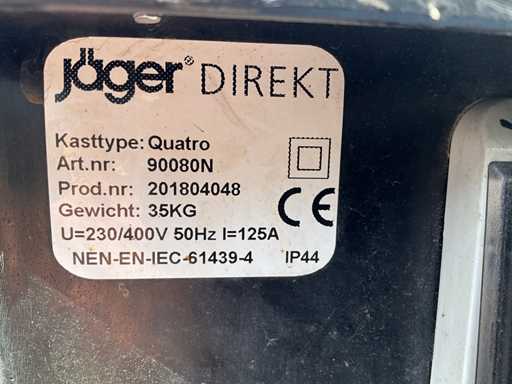 jäger® DIREKT
Kasttype: Quatro
Art.nr: 90080N
Prod.nr: 201804048
Gewicht: 35KG
CE
U=230/400V 50Hz I=125A
NEN-EN-IEC-61439-4 IP44